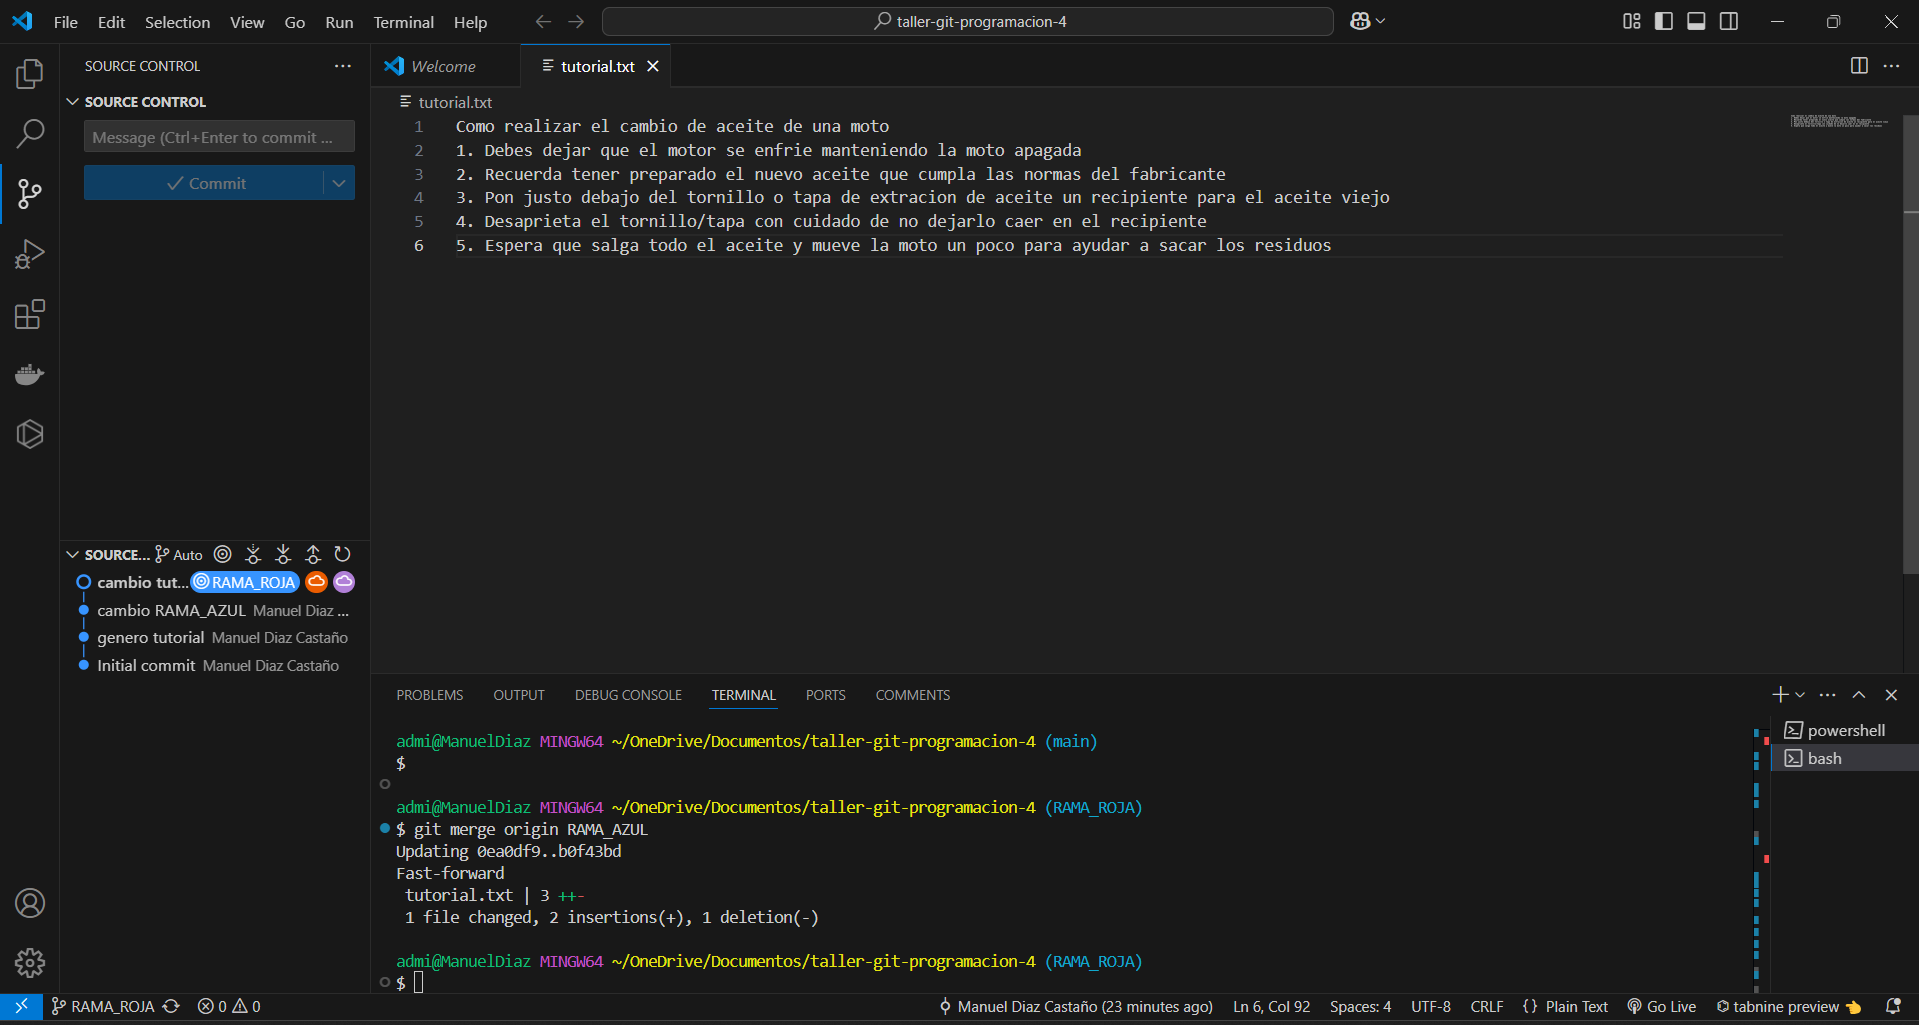 File Edit Selection View Go Run Terminal Help
taller-git-programacion-4
SOURCE CONTROL
SOURCE CONTROL
Message (Ctrl+Enter to commit ...
Commit
Welcome
tutorial.txt
tutorial.txt
1 Como realizar el cambio de aceite de una moto
2 1. Debes dejar que el motor se enfrie manteniendo la moto apagada
3 2. Recuerda tener preparado el nuevo aceite que cumpla las normas del fabricante
4 3. Pon justo debajo del tornillo o tapa de extracion de aceite un recipiente para el aceite viejo
5 4. Desaprieta el tornillo/tapa con cuidado de no dejarlo caer en el recipiente
6 5. Espera que salga todo el aceite y mueve la moto un poco para ayudar a sacar los residuos
SOURCE... Auto
cambio tut... RAMA_ROJA
cambio RAMA_AZUL Manuel Diaz ...
genero tutorial Manuel Diaz Castaño
Initial commit Manuel Diaz Castaño
PROBLEMS OUTPUT DEBUG CONSOLE TERMINAL PORTS COMMENTS
admi@ManuelDiaz MINGW64 ~/OneDrive/Documentos/taller-git-programacion-4 (main)
$
admi@ManuelDiaz MINGW64 ~/OneDrive/Documentos/taller-git-programacion-4 (RAMA_ROJA)
$ git merge origin RAMA_AZUL
Updating 0ea0df9..b0f43bd
Fast-forward
tutorial.txt | 3 ++-
1 file changed, 2 insertions(+), 1 deletion(-)
admi@ManuelDiaz MINGW64 ~/OneDrive/Documentos/taller-git-programacion-4 (RAMA_ROJA)
$
powershell
bash
RAMA_ROJA 0 0 Manuel Diaz Castaño (23 minutes ago) Ln 6, Col 92 Spaces: 4 UTF-8 CRLF {} Plain Text Go Live tabnine preview